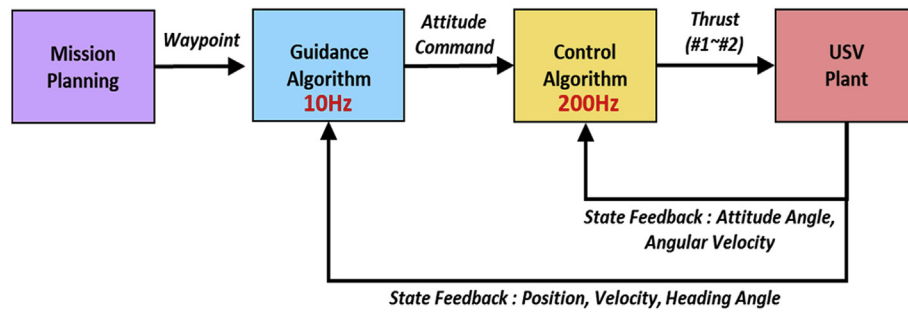 Mission
Planning
Waypoint
Guidance
Algorithm
10Hz
Attitude
Command
Control
Algorithm
200Hz
Thrust
(#1~#2)
USV
Plant
State Feedback : Attitude Angle,
Angular Velocity
State Feedback : Position, Velocity, Heading Angle